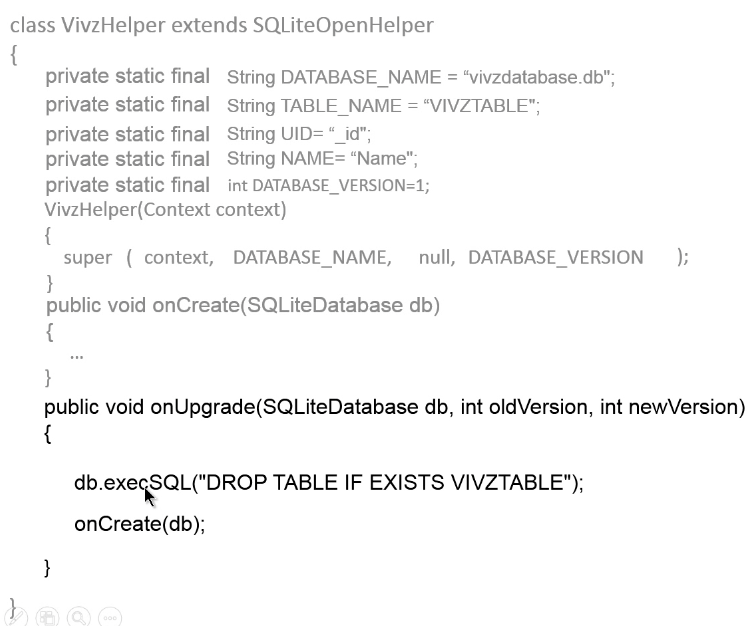 class VivzHelper extends SQLiteOpenHelper
{
private static final String DATABASE_NAME = “vivzdatabase.db";
private static final String TABLE_NAME = “VIVZTABLE";
private static final String UID= “_id";
private static final String NAME= “Name";
private static final int DATABASE_VERSION=1;
VivzHelper(Context context)
{
super ( context, DATABASE_NAME, null, DATABASE_VERSION );
}
public void onCreate(SQLiteDatabase db)
{
...
}
public void onUpgrade(SQLiteDatabase db, int oldVersion, int newVersion)
{
db.execSQL("DROP TABLE IF EXISTS VIVZTABLE");
onCreate(db);
}
}